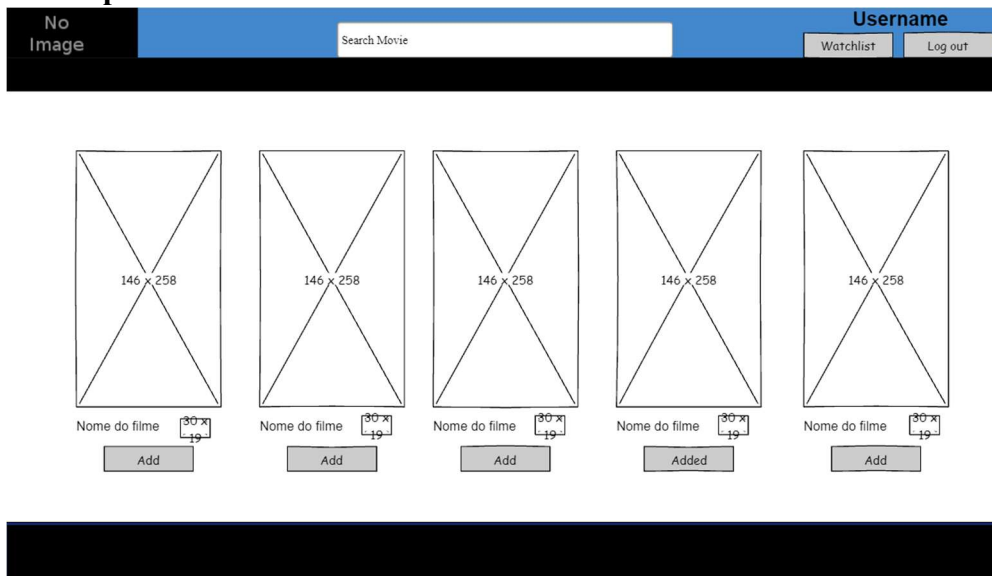 No
Image
Search Movie
Username
Watchlist
Log out
146 x 258
146 x 258
146 x 258
146 x 258
146 x 258
Nome do filme
30 x
19
Nome do filme
30 x
19
Nome do filme
30 x
19
Nome do filme
30 x
19
Nome do filme
30 x
19
Add
Add
Add
Added
Add